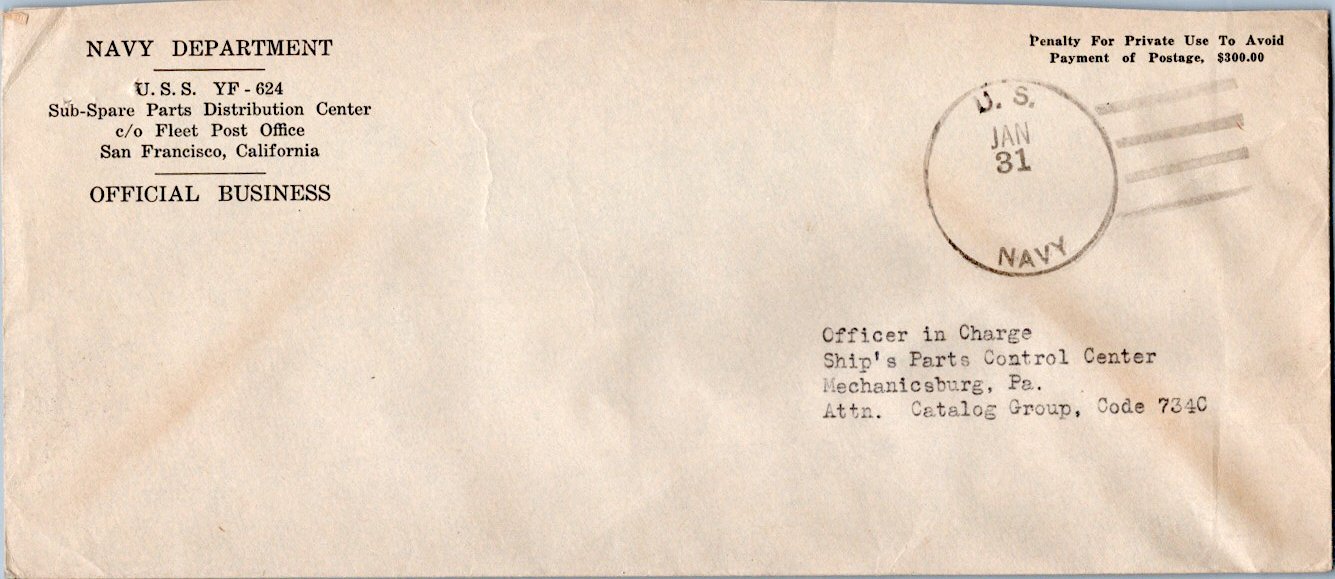 NAVY DEPARTMENT
U. S. S. YF - 624
Sub-Spare Parts Distribution Center
c/o Fleet Post Office
San Francisco, California
OFFICIAL BUSINESS
Penalty For Private Use To Avoid
Payment of Postage, $300.00
U. S.
JAN
31
NAVY
Officer in Charge
Ship's Parts Control Center
Mechanicsburg, Pa.
Attn. Catalog Group, Code 734C